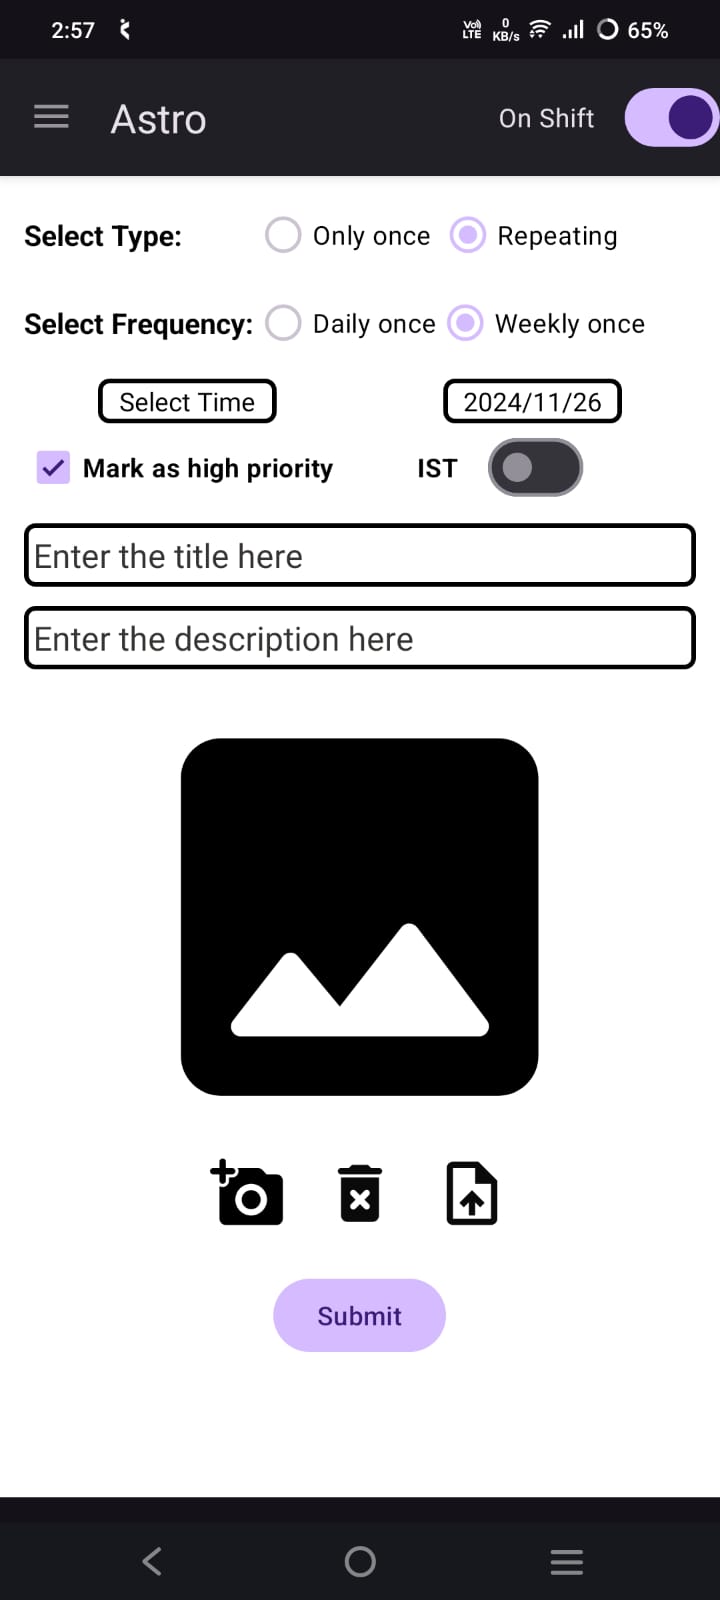 2:57 Vo) LTE 0 KB/s 65%
Astro On Shift
Select Type: Only once Repeating
Select Frequency: Daily once Weekly once
Select Time 2024/11/26
Mark as high priority IST
Enter the title here
Enter the description here
Submit